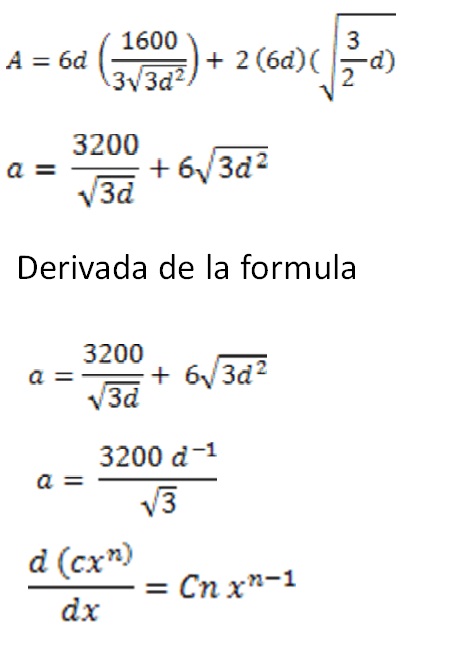 A = 6d (1600 / 3√3d²) + 2 (6d)(√(3/2 d))
a = 3200 / √3d + 6√3d²
Derivada de la formula
a = 3200 / √3d + 6√3d²
a = 3200 d⁻¹ / √3
d (cxⁿ) / dx = Cn xⁿ⁻¹